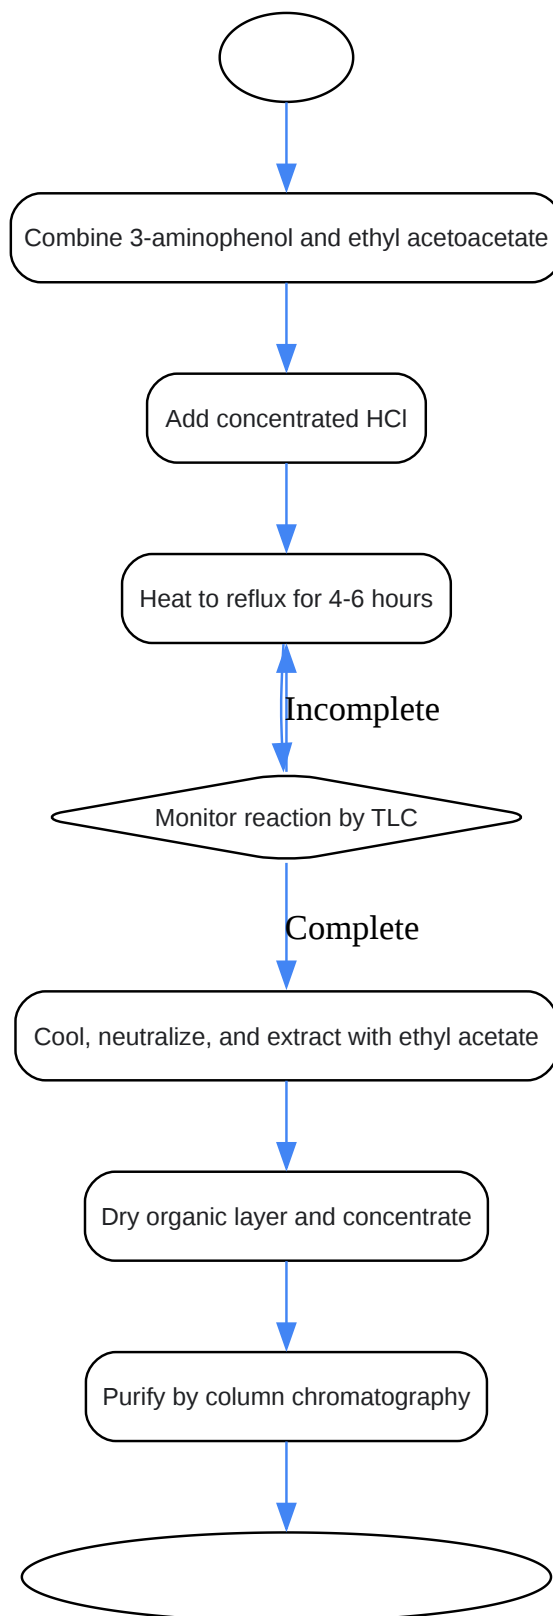 Combine 3-aminophenol and ethyl acetoacetate
Add concentrated HCl
Heat to reflux for 4-6 hours
Incomplete
Monitor reaction by TLC
Complete
Cool, neutralize, and extract with ethyl acetate
Dry organic layer and concentrate
Purify by column chromatography